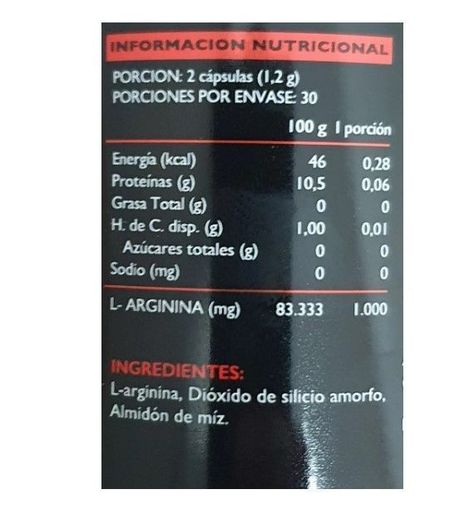 INFORMACION NUTRICIONAL
PORCION: 2 cápsulas (1,2 g)
PORCIONES POR ENVASE: 30
100 g 1 porción
Energía (kcal) 46 0,28
Proteínas (g) 10,5 0,06
Grasa Total (g) 0 0
H. de C. disp. (g) 1,00 0,01
Azúcares totales (g) 0 0
Sodio (mg) 0 0
L- ARGININA (mg) 83.333 1.000
INGREDIENTES:
L-arginina, Dióxido de silicio amorfo,
Almidón de míz.